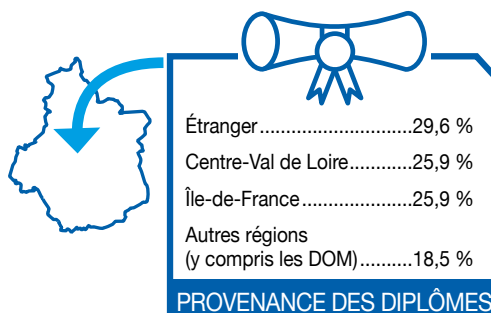 Étranger.............................29,6 %
Centre-Val de Loire............25,9 %
Île-de-France.....................25,9 %
Autres régions
(y compris les DOM)..........18,5 %
PROVENANCE DES DIPLÔMES